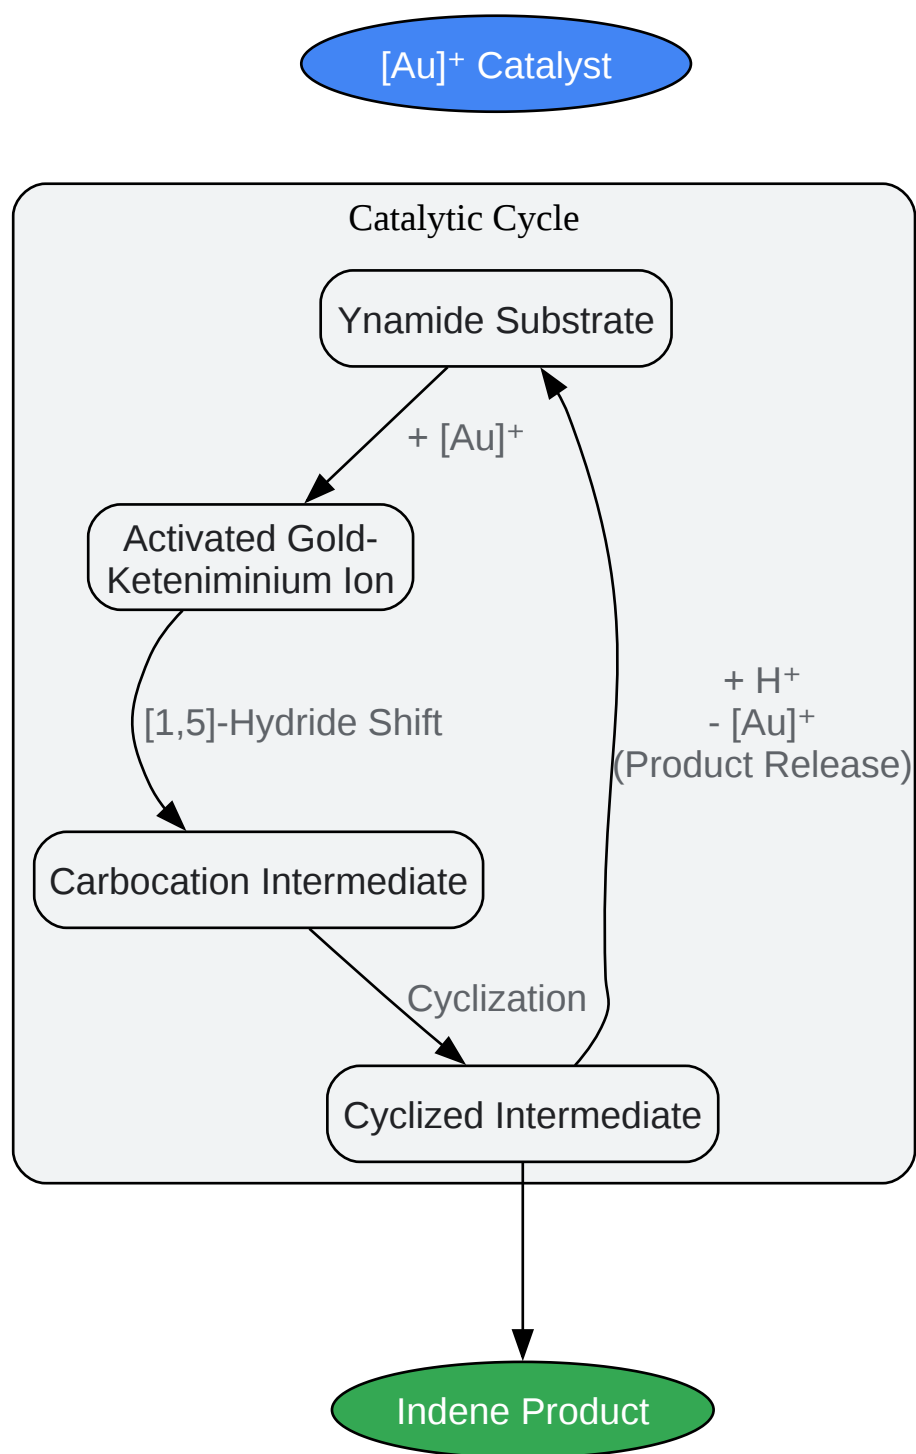 [Au]⁺ Catalyst
Catalytic Cycle
Ynamide Substrate
+ [Au]⁺
Activated Gold-
Keteniminium Ion
[1,5]-Hydride Shift
+ H⁺
- [Au]⁺
(Product Release)
Carbocation Intermediate
Cyclization
Cyclized Intermediate
Indene Product